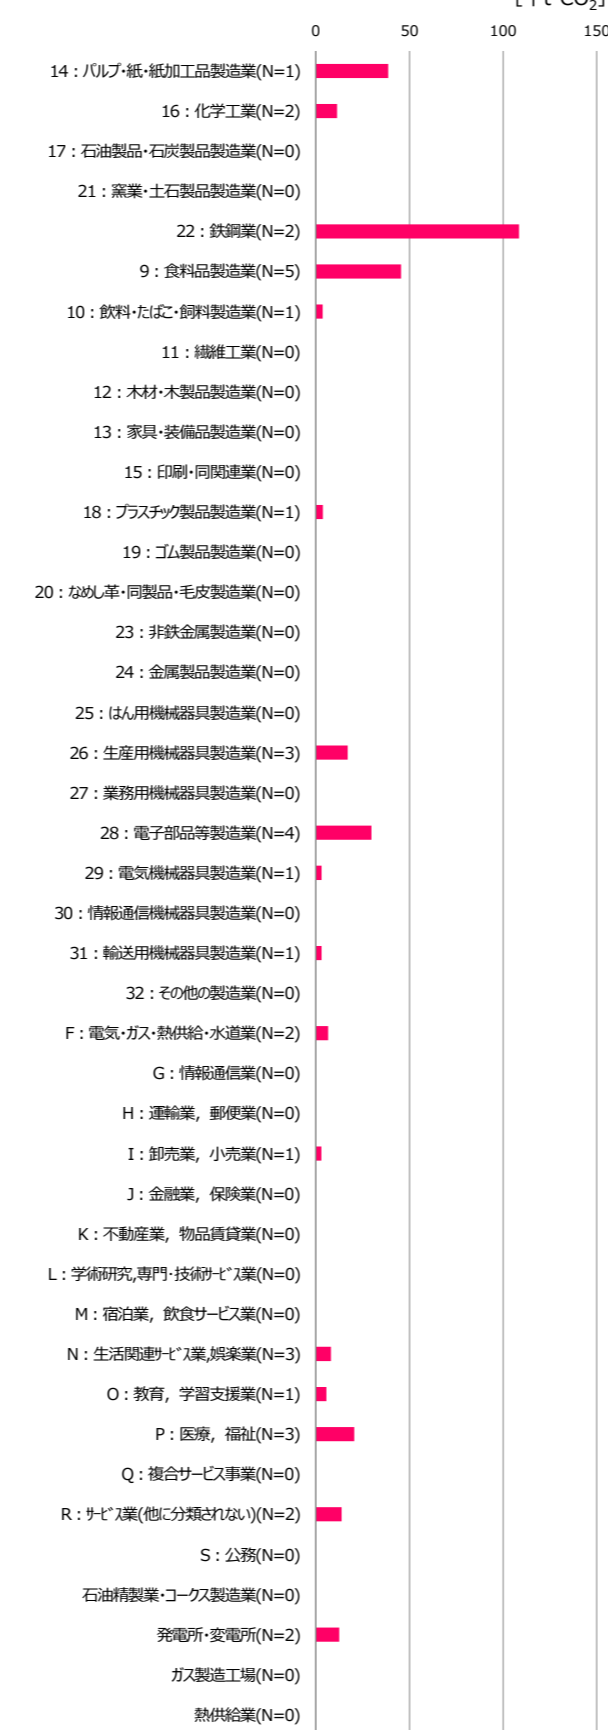 CO₂]
0 50 100 150
14：パルプ・紙・紙加工品製造業(N=1)
16：化学工業(N=2)
17：石油製品・石炭製品製造業(N=0)
21：窯業・土石製品製造業(N=0)
22：鉄鋼業(N=2)
9：食料品製造業(N=5)
10：飲料・たばこ・飼料製造業(N=1)
11：繊維工業(N=0)
12：木材・木製品製造業(N=0)
13：家具・装備品製造業(N=0)
15：印刷・同関連業(N=0)
18：プラスチック製品製造業(N=1)
19：ゴム製品製造業(N=0)
20：なめし革・同製品・毛皮製造業(N=0)
23：非鉄金属製造業(N=0)
24：金属製品製造業(N=0)
25：はん用機械器具製造業(N=0)
26：生産用機械器具製造業(N=3)
27：業務用機械器具製造業(N=0)
28：電子部品等製造業(N=4)
29：電気機械器具製造業(N=1)
30：情報通信機械器具製造業(N=0)
31：輸送用機械器具製造業(N=1)
32：その他の製造業(N=0)
F：電気・ガス・熱供給・水道業(N=2)
G：情報通信業(N=0)
H：運輸業，郵便業(N=0)
I：卸売業，小売業(N=1)
J：金融業，保険業(N=0)
K：不動産業，物品賃貸業(N=0)
L：学術研究,専門・技術ｻｰﾋﾞｽ業(N=0)
M：宿泊業，飲食サービス業(N=0)
N：生活関連ｻｰﾋﾞｽ業,娯楽業(N=3)
O：教育，学習支援業(N=1)
P：医療，福祉(N=3)
Q：複合サービス事業(N=0)
R：ｻｰﾋﾞｽ業(他に分類されない)(N=2)
S：公務(N=0)
石油精製業・コークス製造業(N=0)
発電所・変電所(N=2)
ガス製造工場(N=0)
熱供給業(N=0)